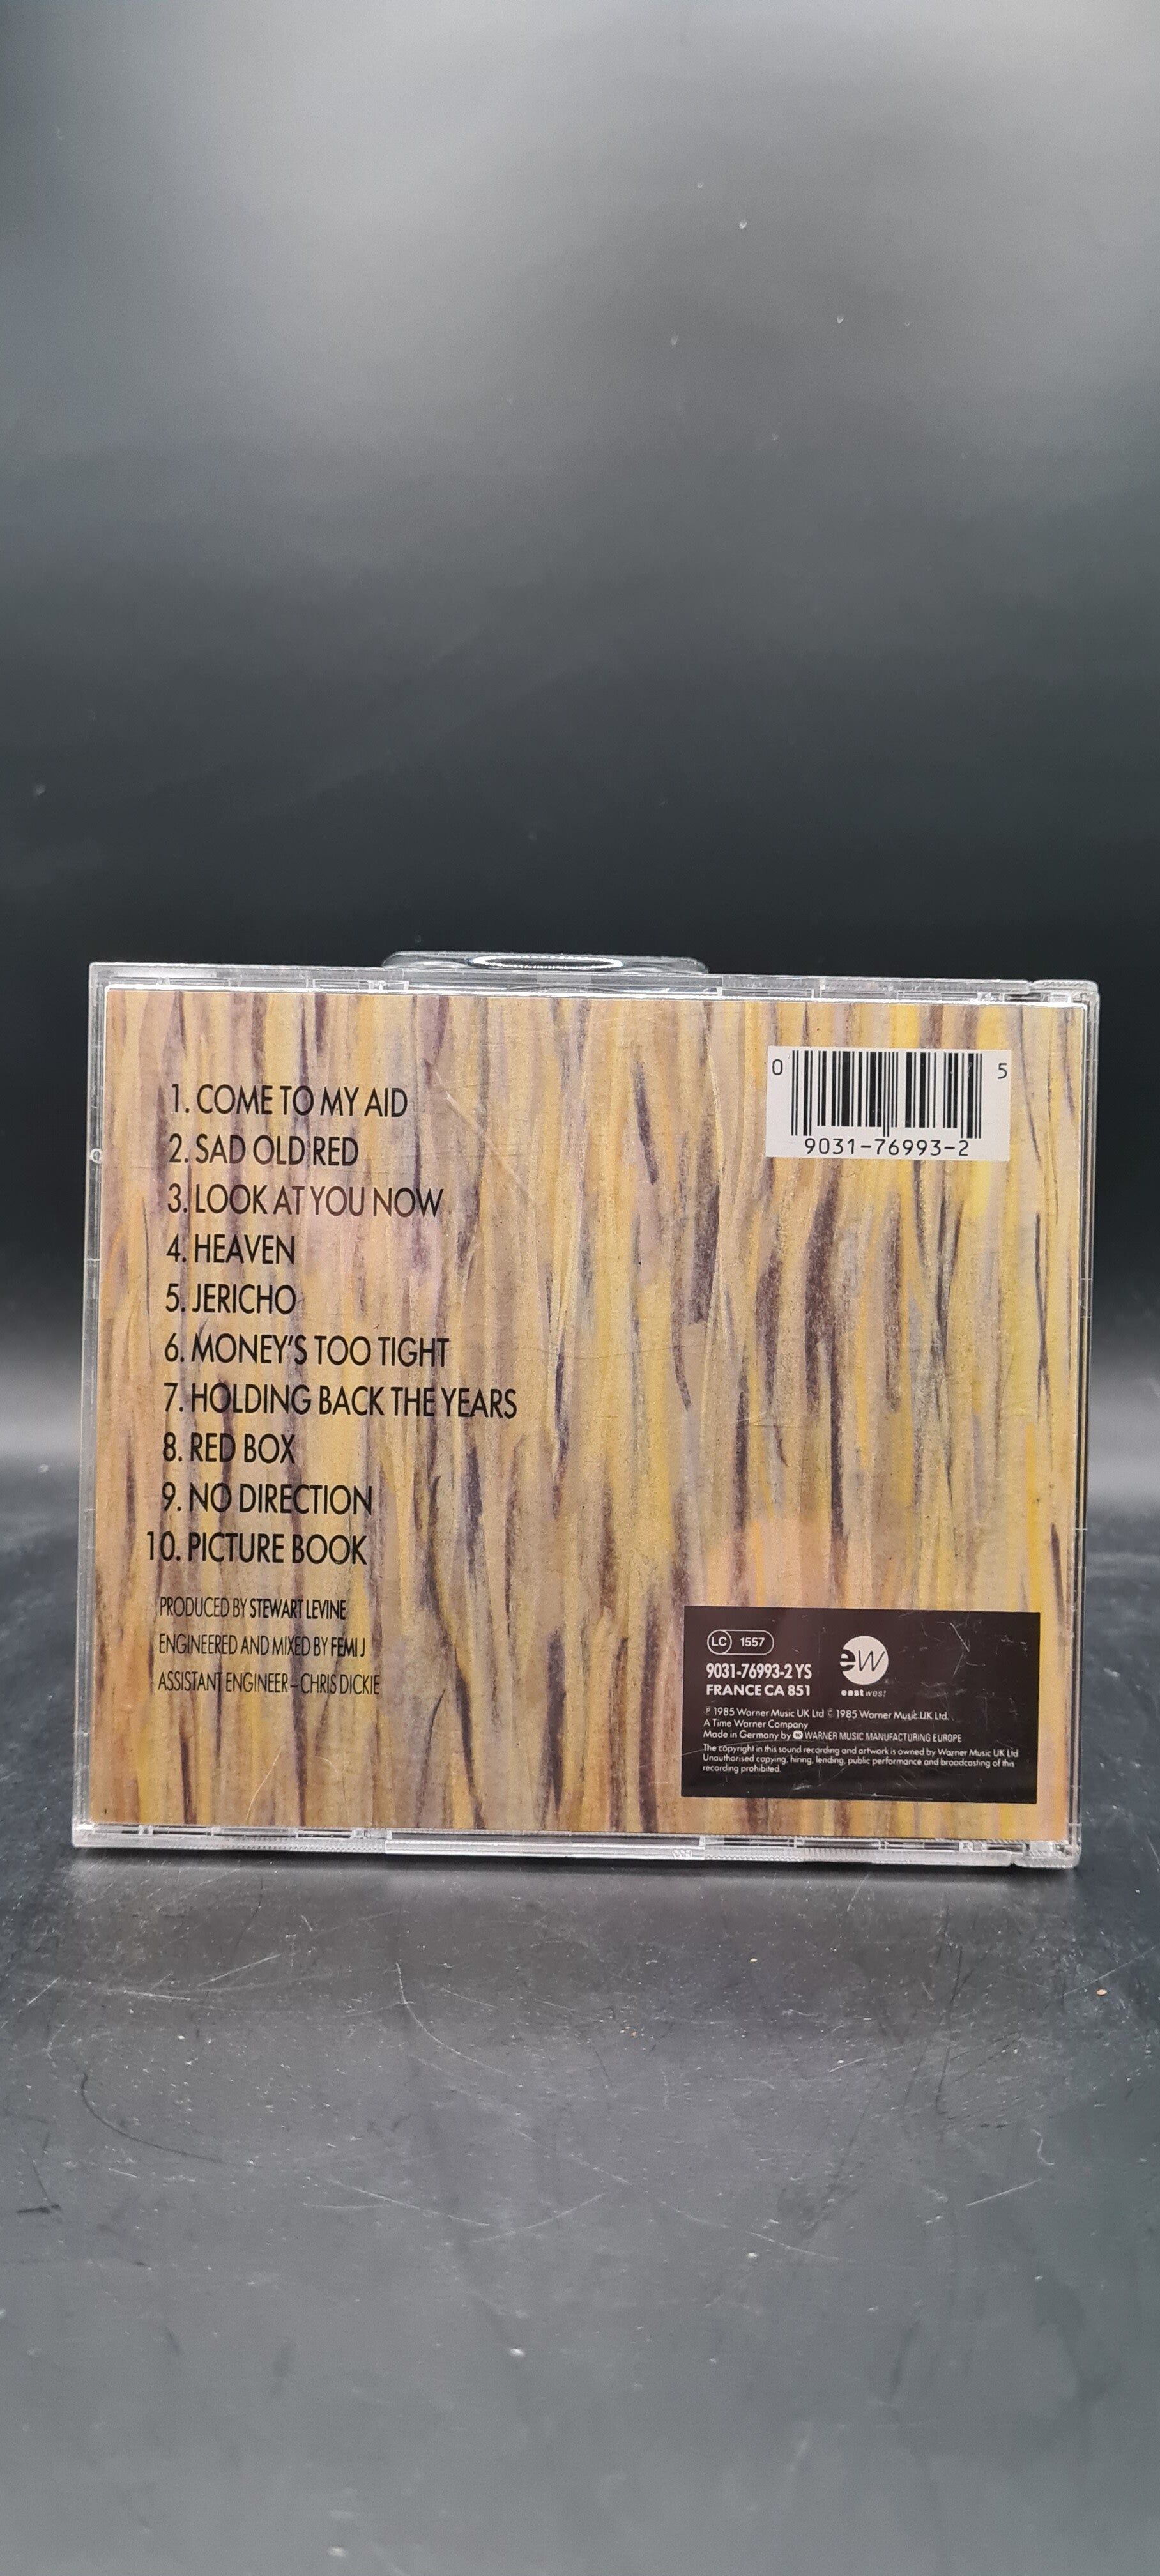 1. COME TO MY AID
2. SAD OLD RED
3. LOOK AT YOU NOW
4. HEAVEN
5. JERICHO
6. MONEY'S TOO TIGHT
7. HOLDING BACK THE YEARS
8. RED BOX
9. NO DIRECTION
10. PICTURE BOOK
PRODUCED BY STEWART LEVINE
ENGINEERED AND MIXED BY FEMI J
ASSISTANT ENGINEER – CHRIS DICKIE
0 5
9031-76993-2
LC 1557
9031-76993-2 YS
FRANCE CA 851
ew
eastwest
℗ 1985 Warner Music UK Ltd © 1985 Warner Music UK Ltd.
A Time Warner Company
Made in Germany by WARNER MUSIC MANUFACTURING EUROPE
The copyright in this sound recording and artwork is owned by Warner Music UK Ltd
Unauthorised copying, hiring, lending, public performance and broadcasting of this
recording prohibited.